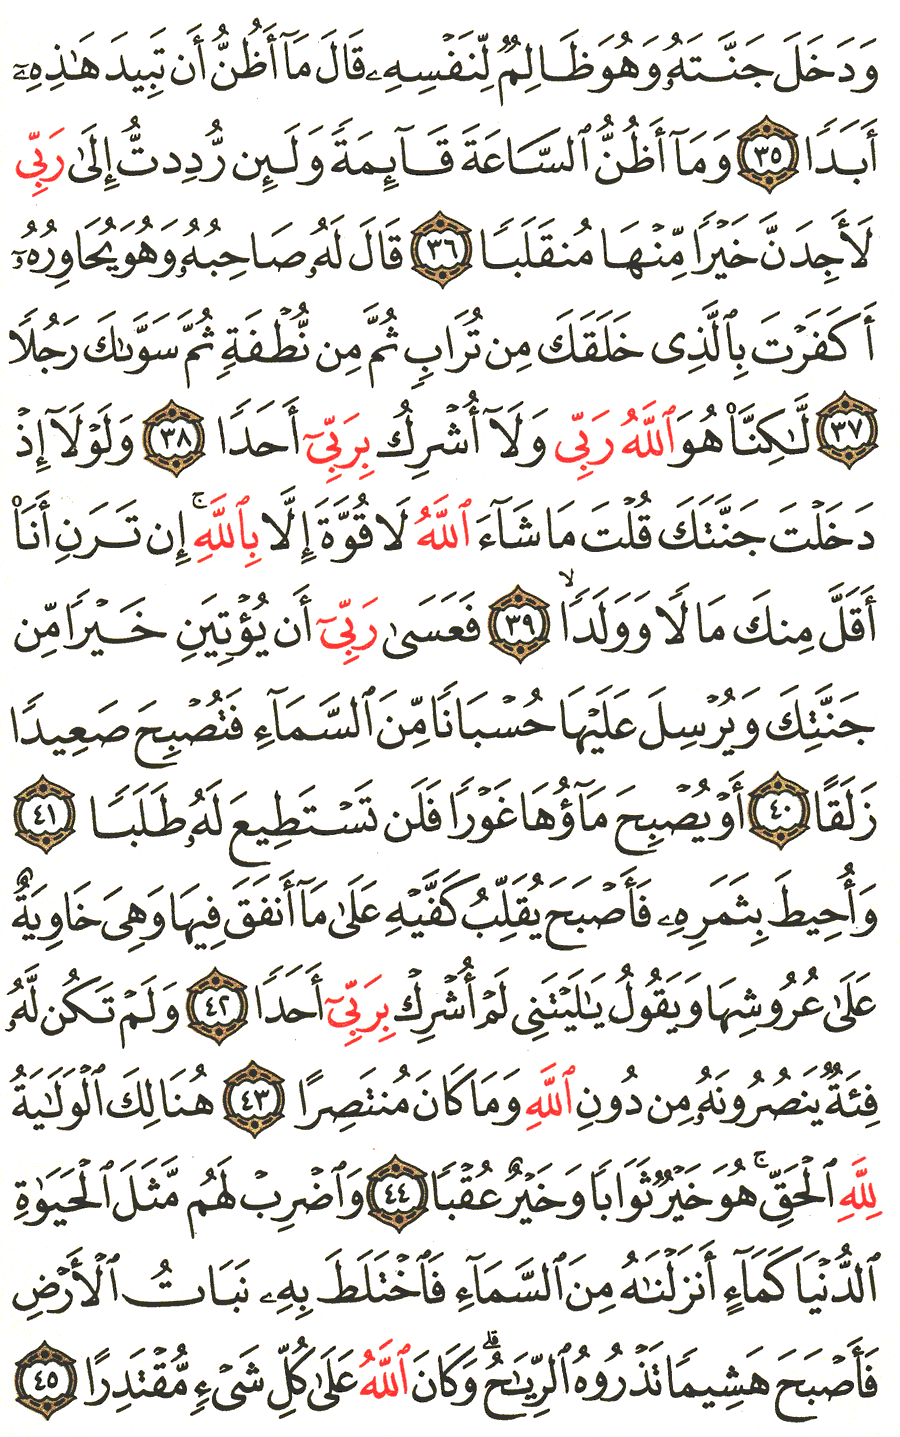 وَدَخَلَ جَنَّتَهُۥ وَهُوَ ظَالِمٌ لِّنَفْسِهِۦ قَالَ مَآ أَظُنُّ أَن تَبِيدَ هَٰذِهِۦٓ
أَبَدًا ٣٥ وَمَآ أَظُنُّ ٱلسَّاعَةَ قَآئِمَةً وَلَئِن رُّدِدتُّ إِلَىٰ رَبِّى
لَأَجِدَنَّ خَيْرًا مِّنْهَا مُنقَلَبًا ٣٦ قَالَ لَهُۥ صَاحِبُهُۥ وَهُوَ يُحَاوِرُهُۥٓ
أَكَفَرْتَ بِٱلَّذِى خَلَقَكَ مِن تُرَابٍ ثُمَّ مِن نُّطْفَةٍ ثُمَّ سَوَّىٰكَ رَجُلًا
٣٧ لَّٰكِنَّا۠ هُوَ ٱللَّهُ رَبِّى وَلَآ أُشْرِكُ بِرَبِّىٓ أَحَدًا ٣٨ وَلَوْلَآ إِذْ
دَخَلْتَ جَنَّتَكَ قُلْتَ مَا شَآءَ ٱللَّهُ لَا قُوَّةَ إِلَّا بِٱللَّهِ ۚ إِن تَرَنِ أَنَا۠
أَقَلَّ مِنكَ مَالًا وَوَلَدًا ۙ ٣٩ فَعَسَىٰ رَبِّىٓ أَن يُؤْتِيَنِ خَيْرًا مِّن
جَنَّتِكَ وَيُرْسِلَ عَلَيْهَا حُسْبَانًا مِّنَ ٱلسَّمَآءِ فَتُصْبِحَ صَعِيدًا
زَلَقًا ٤٠ أَوْ يُصْبِحَ مَآؤُهَا غَوْرًا فَلَن تَسْتَطِيعَ لَهُۥ طَلَبًا ٤١
وَأُحِيطَ بِثَمَرِهِۦ فَأَصْبَحَ يُقَلِّبُ كَفَّيْهِ عَلَىٰ مَآ أَنفَقَ فِيهَا وَهِىَ خَاوِيَةٌ
عَلَىٰ عُرُوشِهَا وَيَقُولُ يَٰلَيْتَنِى لَمْ أُشْرِكْ بِرَبِّىٓ أَحَدًا ٤٢ وَلَمْ تَكُن لَّهُۥ
فِئَةٌ يَنصُرُونَهُۥ مِن دُونِ ٱللَّهِ وَمَا كَانَ مُنتَصِرًا ٤٣ هُنَالِكَ ٱلْوَلَٰيَةُ
لِلَّهِ ٱلْحَقِّ ۚ هُوَ خَيْرٌ ثَوَابًا وَخَيْرٌ عُقْبًا ٤٤ وَٱضْرِبْ لَهُم مَّثَلَ ٱلْحَيَوٰةِ
ٱلدُّنْيَا كَمَآءٍ أَنزَلْنَٰهُ مِنَ ٱلسَّمَآءِ فَٱخْتَلَطَ بِهِۦ نَبَاتُ ٱلْأَرْضِ
فَأَصْبَحَ هَشِيمًا تَذْرُوهُ ٱلرِّيَٰحُ ۗ وَكَانَ ٱللَّهُ عَلَىٰ كُلِّ شَىْءٍ مُّقْتَدِرًا ٤٥